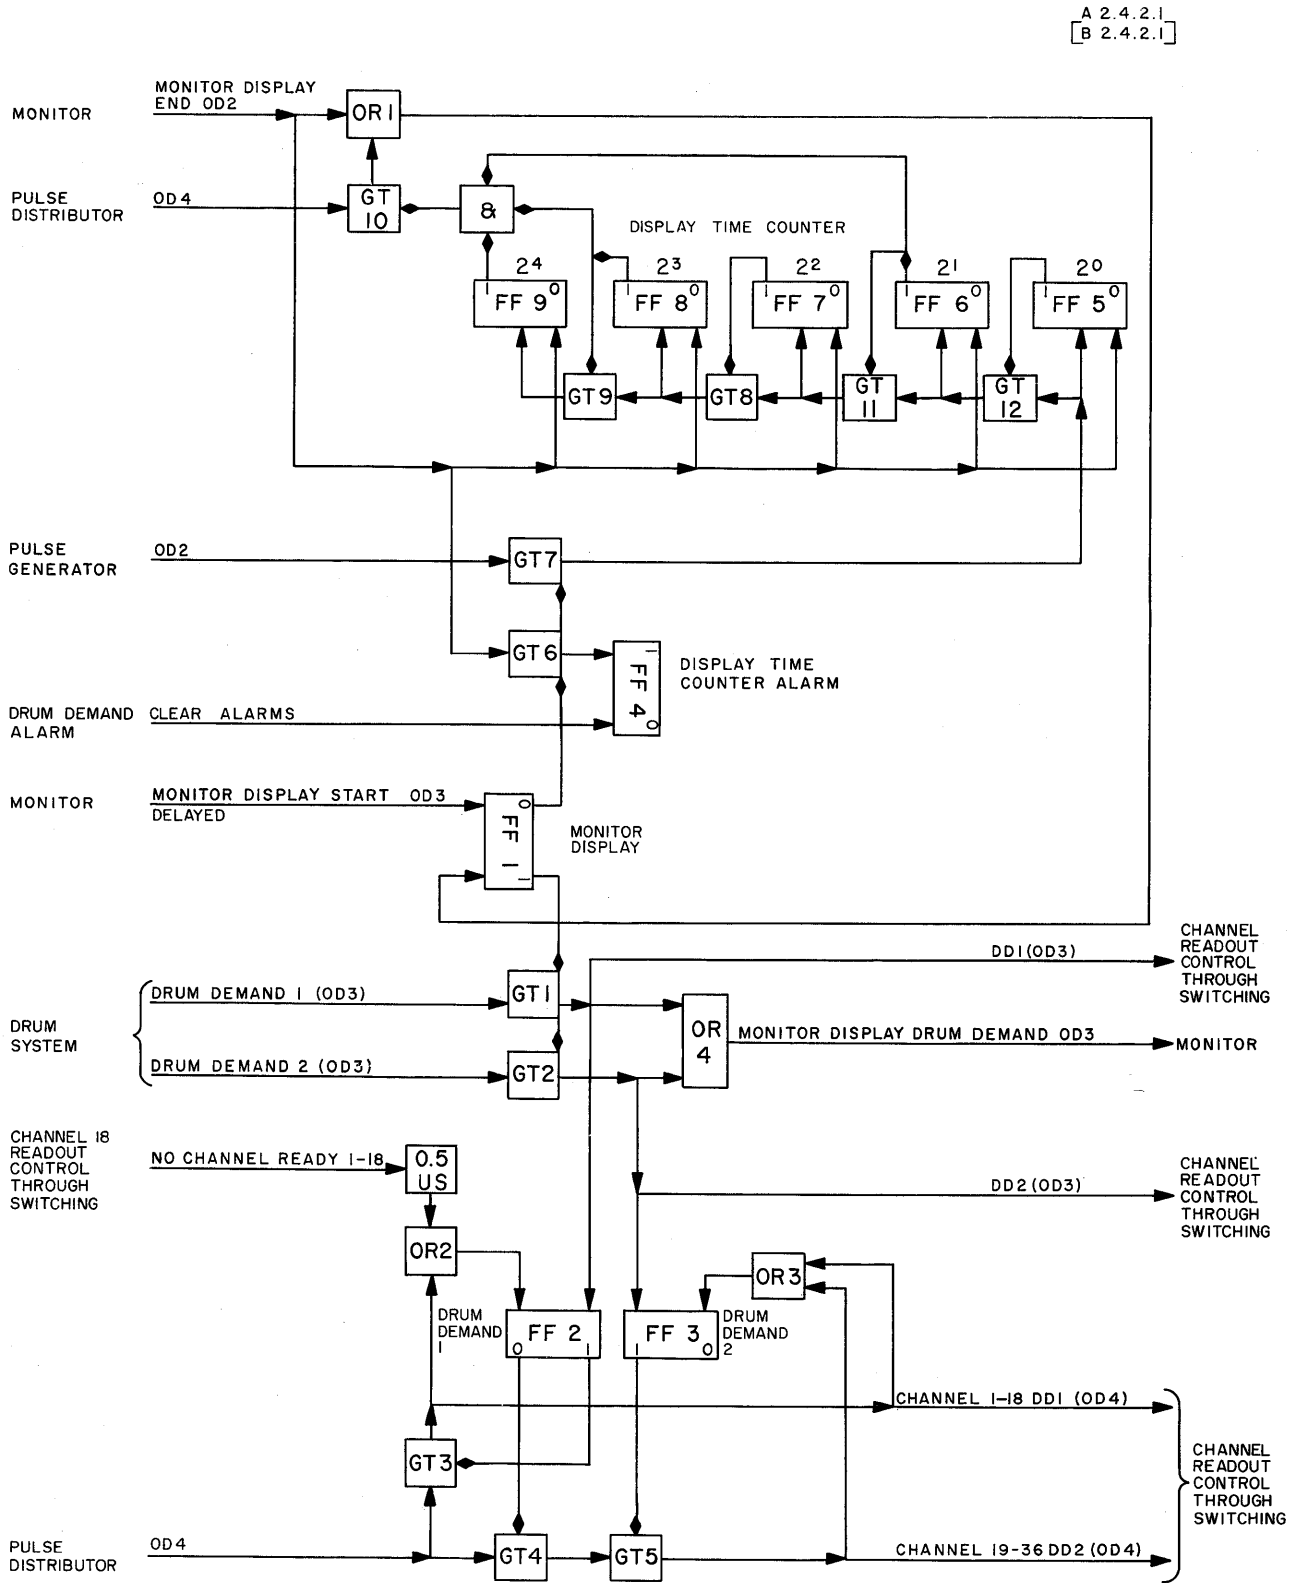 A 2.4.2.1
[B 2.4.2.1]
MONITOR
MONITOR DISPLAY
END OD2
OR1
PULSE
DISTRIBUTOR
OD4
GT
10
&
DISPLAY TIME COUNTER
2⁴
2³
2²
2¹
2⁰
1 FF 9 0
1 FF 8 0
1 FF 7 0
1 FF 6 0
1 FF 5 0
GT9
GT8
GT
11
GT
12
PULSE
GENERATOR
OD2
GT7
GT6
1 FF 4 0
DISPLAY TIME
COUNTER ALARM
DRUM DEMAND
ALARM
CLEAR ALARMS
MONITOR
MONITOR DISPLAY START OD3
DELAYED
0 FF 1 1
MONITOR
DISPLAY
DRUM
SYSTEM
DRUM DEMAND 1 (OD3)
GT1
DRUM DEMAND 2 (OD3)
GT2
OR
4
DD1(OD3)
CHANNEL
READOUT
CONTROL
THROUGH
SWITCHING
MONITOR DISPLAY DRUM DEMAND OD3
MONITOR
CHANNEL 18
READOUT
CONTROL
THROUGH
SWITCHING
NO CHANNEL READY 1-18
0.5
US
DD2(OD3)
CHANNEL
READOUT
CONTROL
THROUGH
SWITCHING
OR2
OR3
DRUM
DEMAND
1
FF 2
0 1
FF 3
1 0
DRUM
DEMAND
2
CHANNEL 1-18 DD1 (OD4)
GT3
CHANNEL
READOUT
CONTROL
THROUGH
SWITCHING
PULSE
DISTRIBUTOR
OD4
GT4
GT5
CHANNEL 19-36 DD2 (OD4)